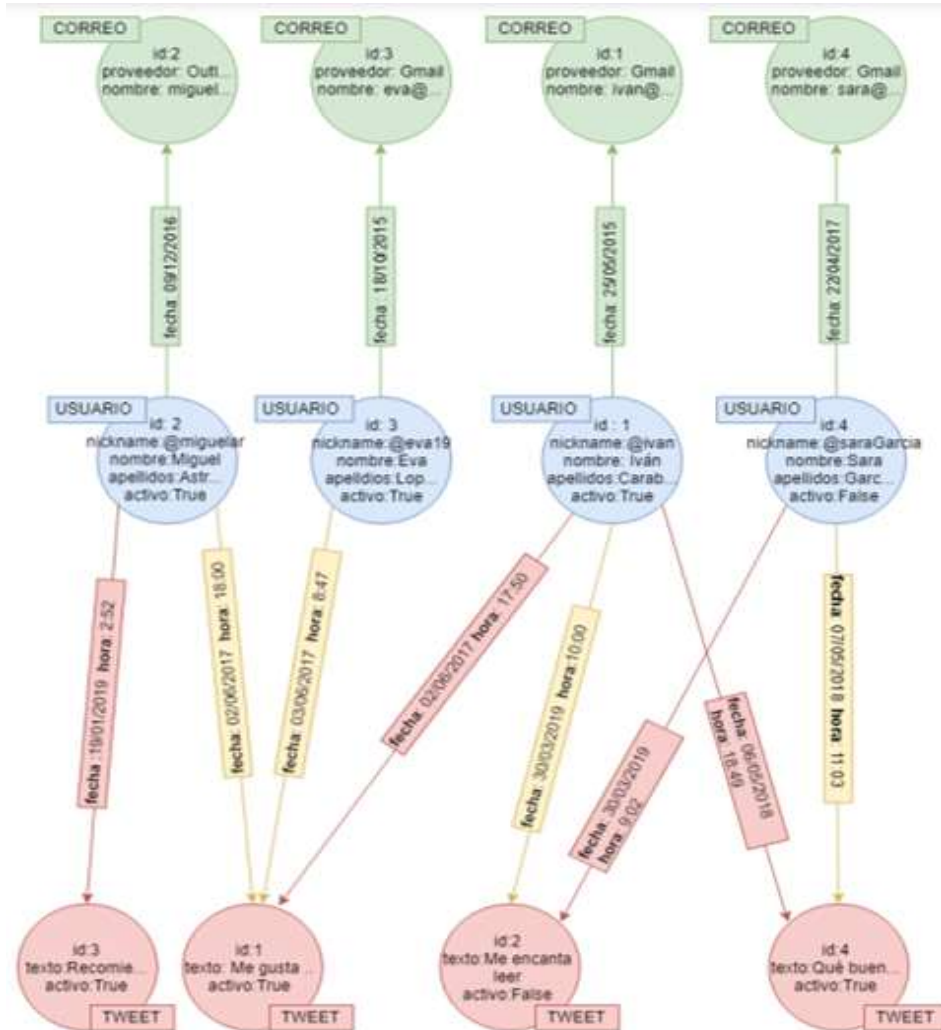 CORREO
id:2
proveedor: Outl...
nombre: miguel...
CORREO
id:3
proveedor: Gmail
nombre: eva@...
CORREO
id:1
proveedor: Gmail
nombre: ivan@...
CORREO
id:4
proveedor: Gmail
nombre: sara@...
fecha: 09/12/2016
fecha: 18/10/2015
fecha: 25/05/2015
fecha: 22/04/2017
USUARIO
id: 2
nickname:@miguelar
nombre:Miguel
apellidos:Astr...
activo:True
USUARIO
id: 3
nickname:@eva19
nombre:Eva
apellidios:Lop...
activo:True
USUARIO
id : 1
nickname:@ivan
nombre: Iván
apellidos:Carab...
activo:True
USUARIO
id:4
nickname:@saraGarcia
nombre:Sara
apellidos:Garc...
activo:False
fecha :19/01/2019 hora: 2:52
fecha: 02/06/2017 hora: 18:00
fecha: 03/06/2017 hora: 8:47
fecha: 02/06/2017 hora: 17:50
fecha: 30/03/2019 hora:10:00
fecha: 30/03/2019
hora: 9:02
fecha: 06/05/2018
hora: 18:49
fecha: 07/05/2018 hora: 11:03
id:3
texto:Recomie...
activo:True
TWEET
id:1
texto: Me gusta ...
activo:True
TWEET
id:2
texto:Me encanta
leer
activo:False
TWEET
id:4
texto:Qué buen...
activo:True
TWEET